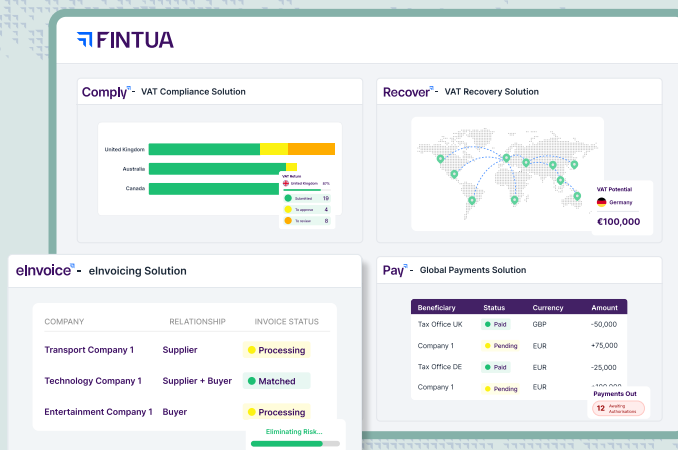 FINTUA
Comply - VAT Compliance Solution
United Kingdom
Australia
Canada
VAT Return
United Kingdom 87%
Submitted 19
To approve 4
To review 8
Recover - VAT Recovery Solution
VAT Potential
Germany
€100,000
eInvoice - eInvoicing Solution
COMPANY RELATIONSHIP INVOICE STATUS
Transport Company 1 Supplier Processing
Technology Company 1 Supplier + Buyer Matched
Entertainment Company 1 Buyer Processing
Eliminating Risk...
Pay - Global Payments Solution
Beneficiary Status Currency Amount
Tax Office UK Paid GBP -50,000
Company 1 Pending EUR +75,000
Tax Office DE Paid EUR -25,000
Company 1 Pending EUR
Payments Out
12 Awaiting
Authorisations